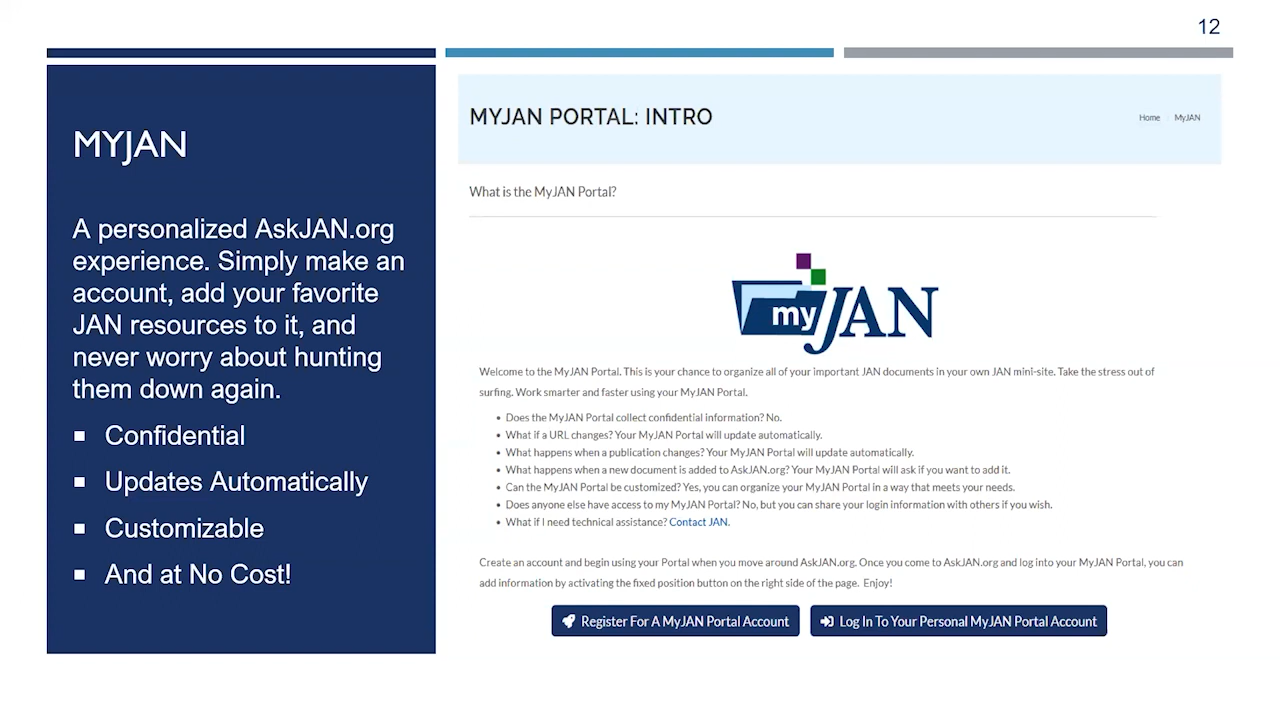 12
MYJAN
A personalized AskJAN.org
experience. Simply make an
account, add your favorite
JAN resources to it, and
never worry about hunting
them down again.
▪ Confidential
▪ Updates Automatically
▪ Customizable
▪ And at No Cost!
MYJAN PORTAL: INTRO
Home | MyJAN
What is the MyJAN Portal?
myJAN
Welcome to the MyJAN Portal. This is your chance to organize all of your important JAN documents in your own JAN mini-site. Take the stress out of
surfing. Work smarter and faster using your MyJAN Portal.
• Does the MyJAN Portal collect confidential information? No.
• What if a URL changes? Your MyJAN Portal will update automatically.
• What happens when a publication changes? Your MyJAN Portal will update automatically.
• What happens when a new document is added to AskJAN.org? Your MyJAN Portal will ask if you want to add it.
• Can the MyJAN Portal be customized? Yes, you can organize your MyJAN Portal in a way that meets your needs.
• Does anyone else have access to my MyJAN Portal? No, but you can share your login information with others if you wish.
• What if I need technical assistance? Contact JAN.
Create an account and begin using your Portal when you move around AskJAN.org. Once you come to AskJAN.org and log into your MyJAN Portal, you can
add information by activating the fixed position button on the right side of the page. Enjoy!
Register For A MyJAN Portal Account
Log In To Your Personal MyJAN Portal Account